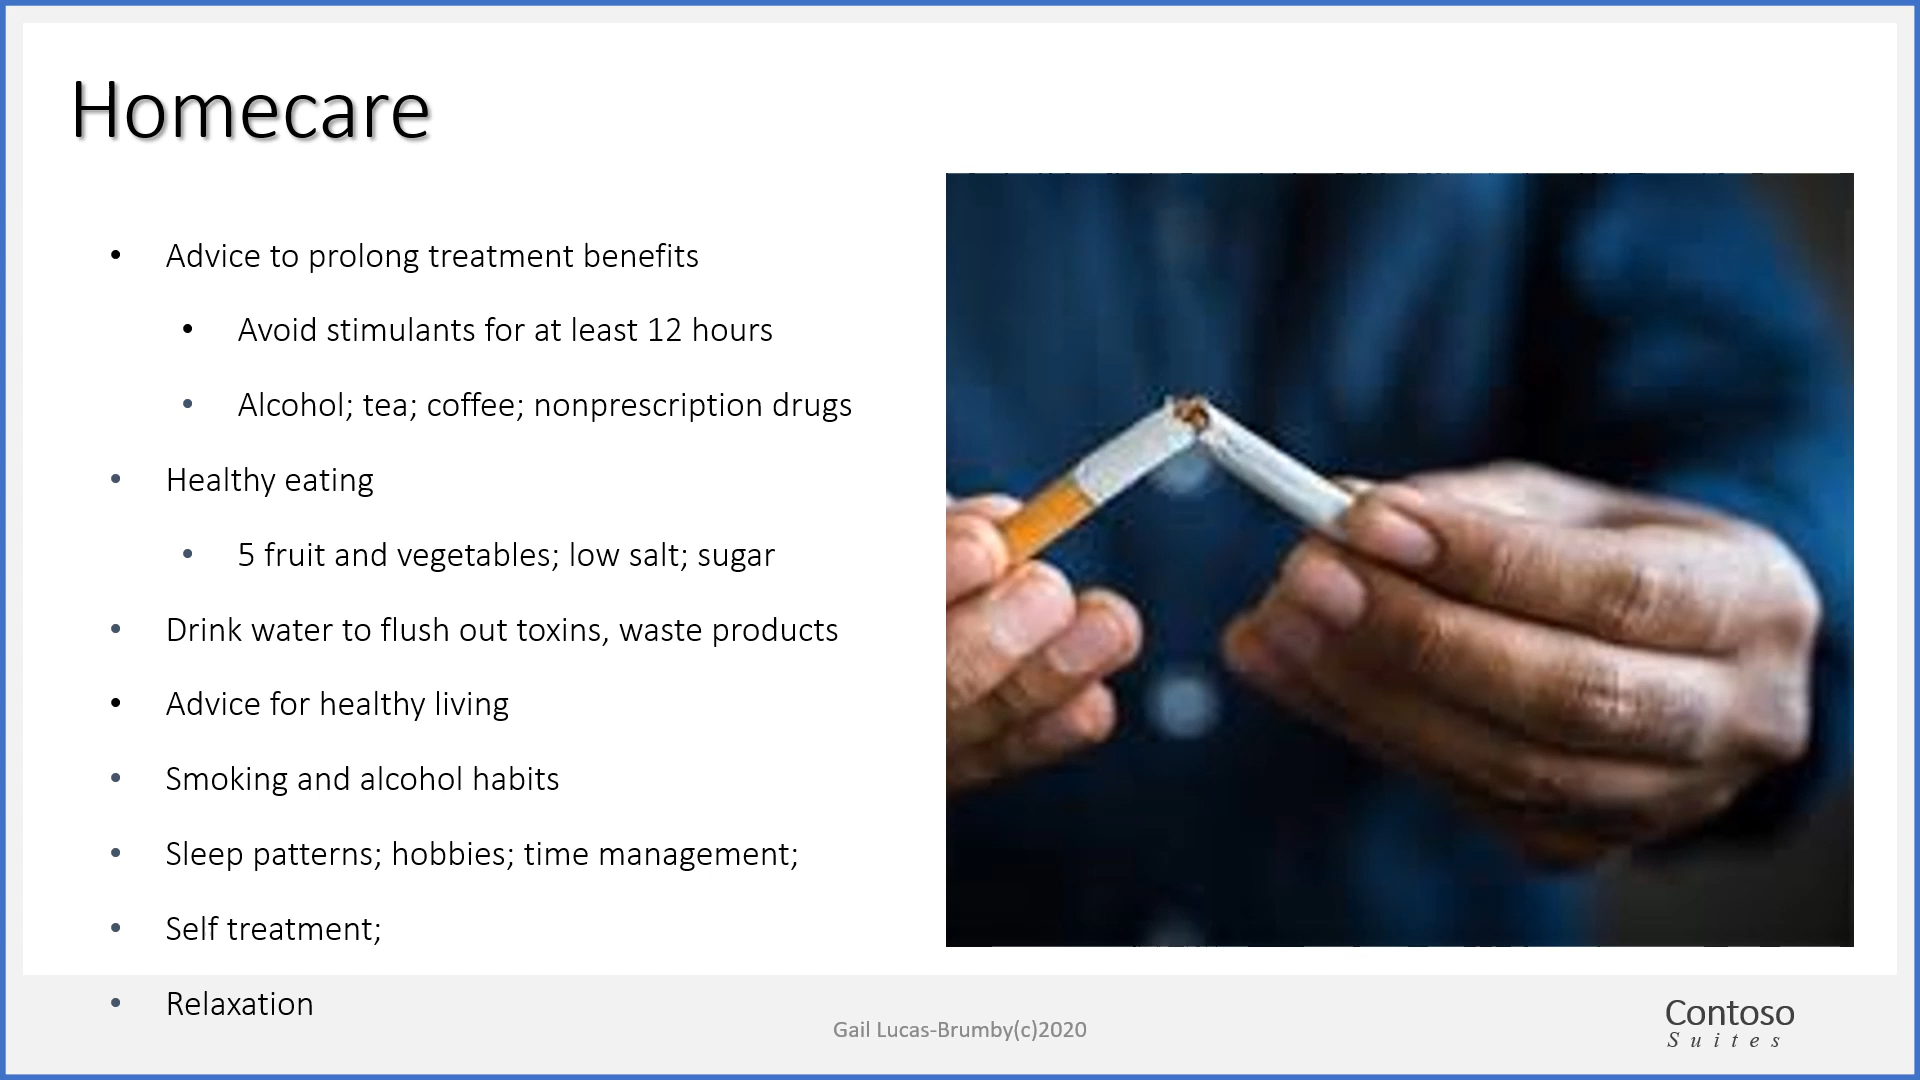 Homecare
• Advice to prolong treatment benefits
• Avoid stimulants for at least 12 hours
• Alcohol; tea; coffee; nonprescription drugs
• Healthy eating
• 5 fruit and vegetables; low salt; sugar
• Drink water to flush out toxins, waste products
• Advice for healthy living
• Smoking and alcohol habits
• Sleep patterns; hobbies; time management;
• Self treatment;
• Relaxation
Gail Lucas-Brumby(c)2020
Contoso
Suites